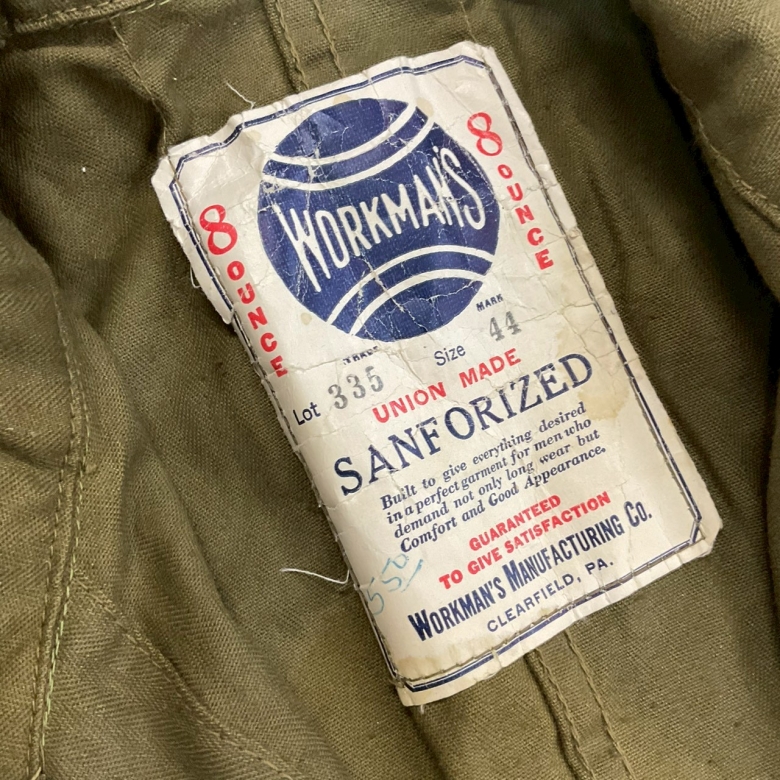 8 OUNCE
WORKMAN'S
8 OUNCE
TRADE MARK
Lot 335 Size 44
UNION MADE
SANFORIZED
Built to give everything desired
in a perfect garment for men who
demand not only long wear but
Comfort and Good Appearance.
GUARANTEED
TO GIVE SATISFACTION
WORKMAN'S MANUFACTURING CO.
CLEARFIELD, PA.